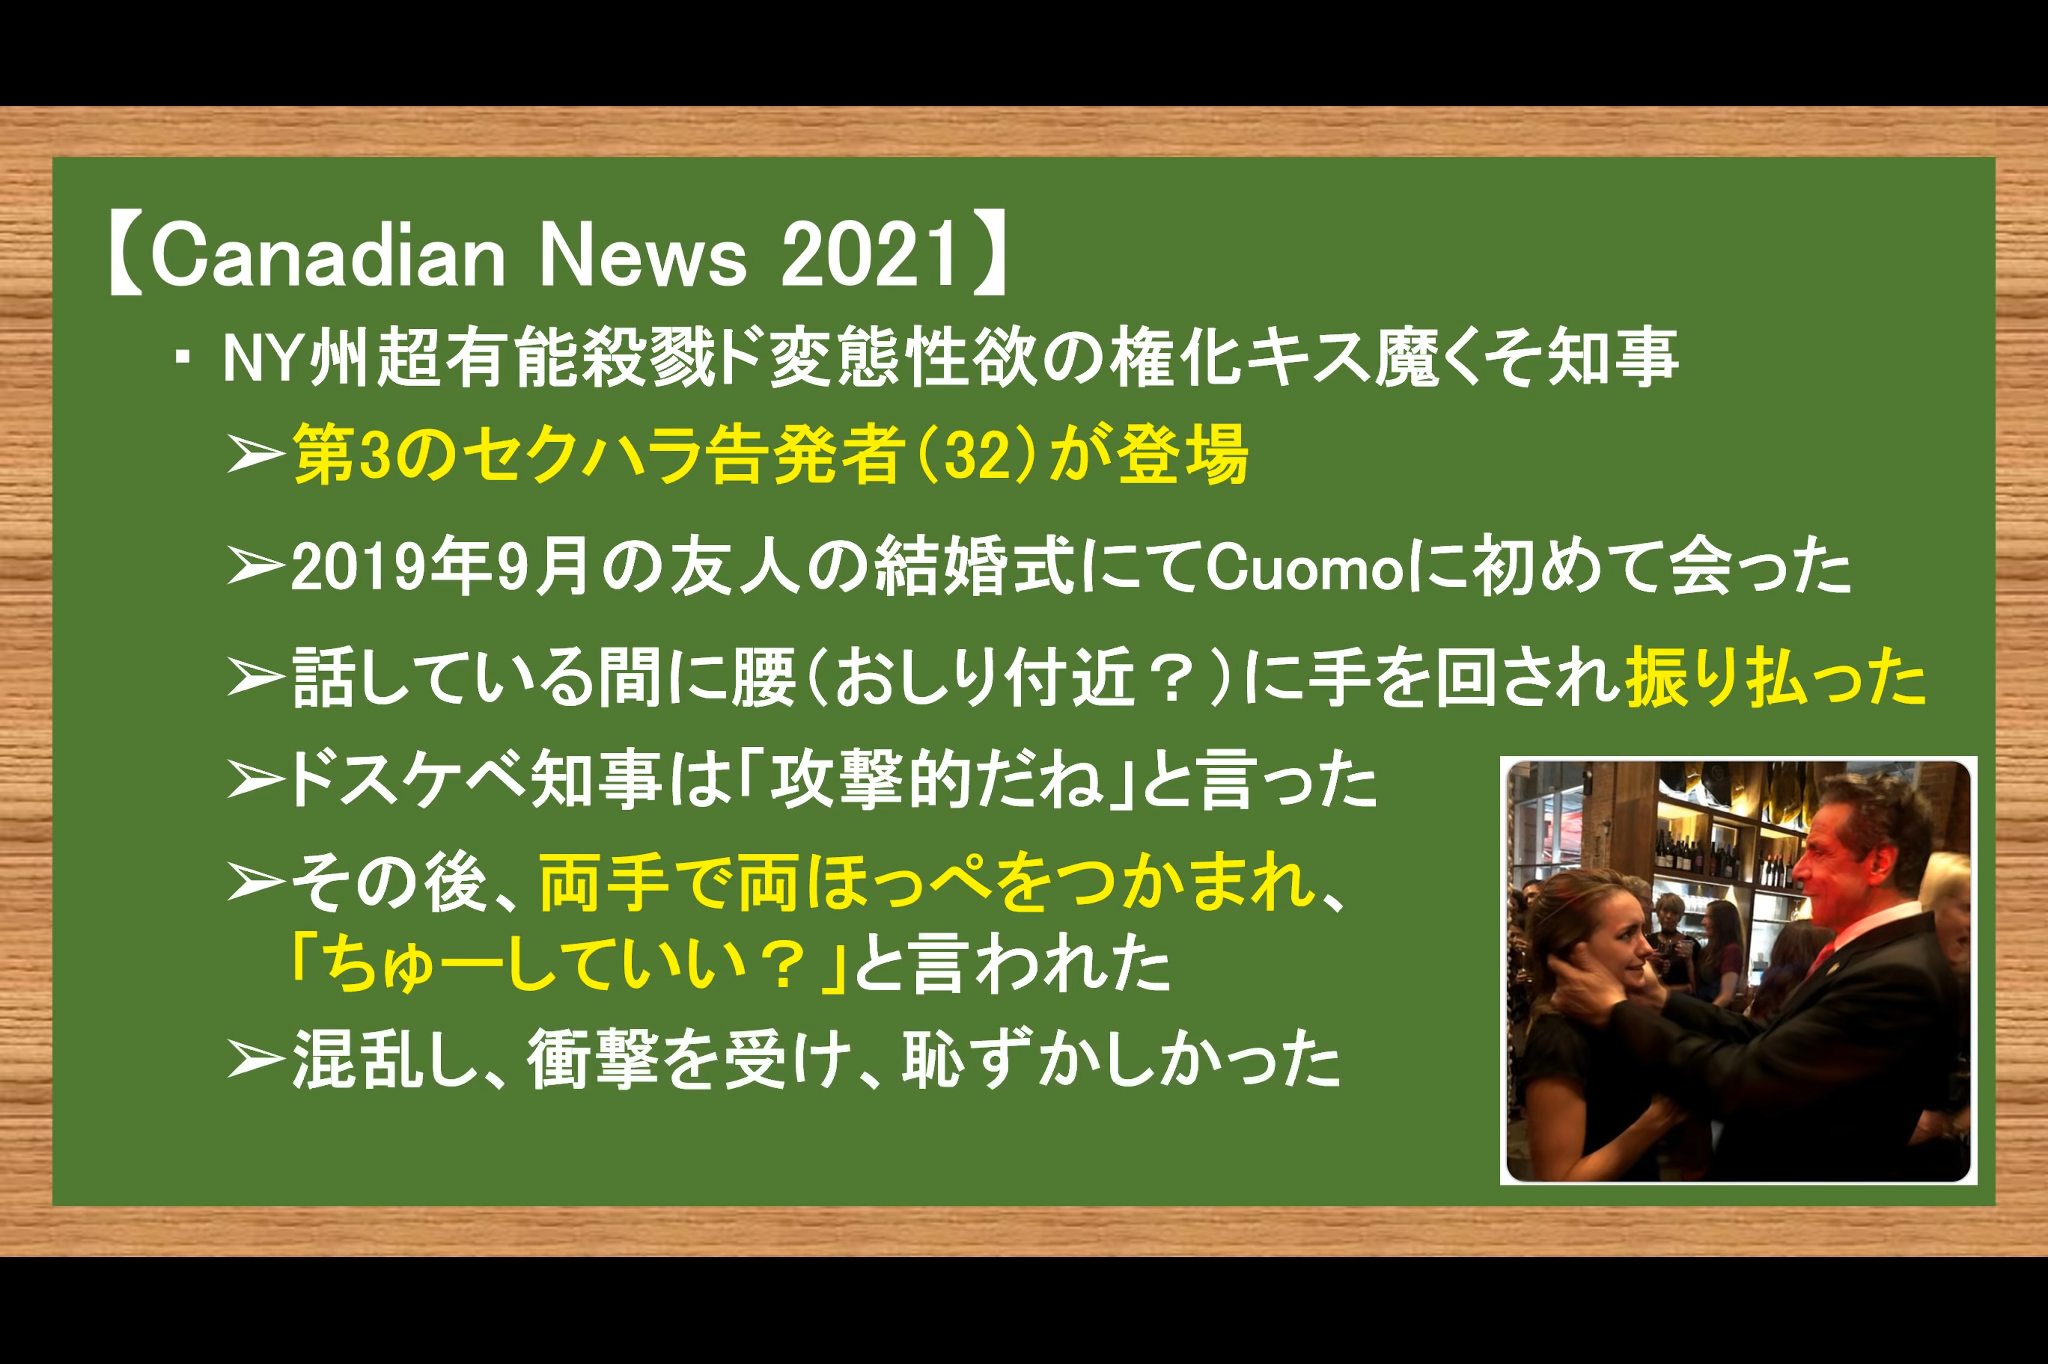 【Canadian News 2021】
・NY州超有能殺戮ド変態性欲の権化キス魔くそ知事
➢第3のセクハラ告発者（32）が登場
➢2019年9月の友人の結婚式にてCuomoに初めて会った
➢話している間に腰（おしり付近？）に手を回され振り払った
➢ドスケベ知事は「攻撃的だね」と言った
➢その後、両手で両ほっぺをつかまれ、
「ちゅーしていい？」と言われた
➢混乱し、衝撃を受け、恥ずかしかった